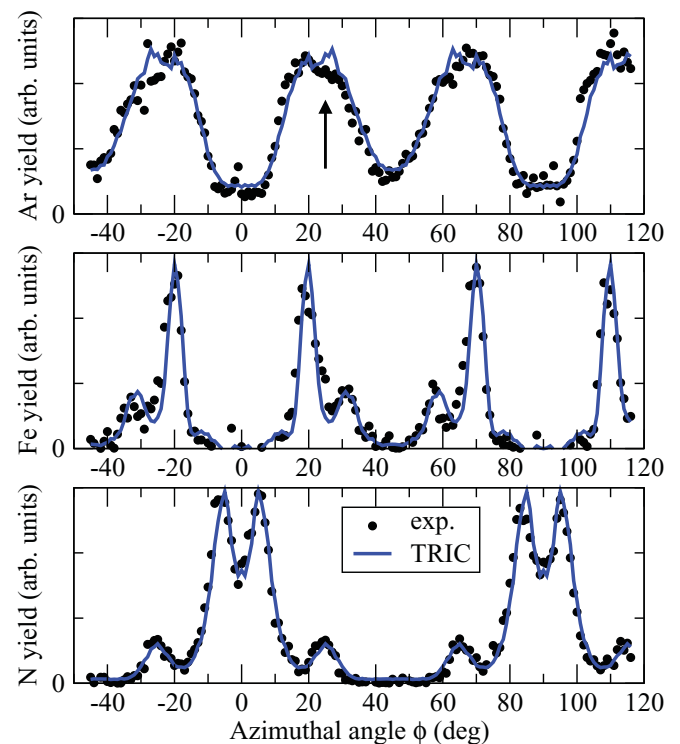 Ar yield (arb. units)
0
-40 -20 0 20 40 60 80 100 120
Fe yield (arb. units)
0
-40 -20 0 20 40 60 80 100 120
N yield (arb. units)
exp.
TRIC
0
-40 -20 0 20 40 60 80 100 120
Azimuthal angle ϕ (deg)